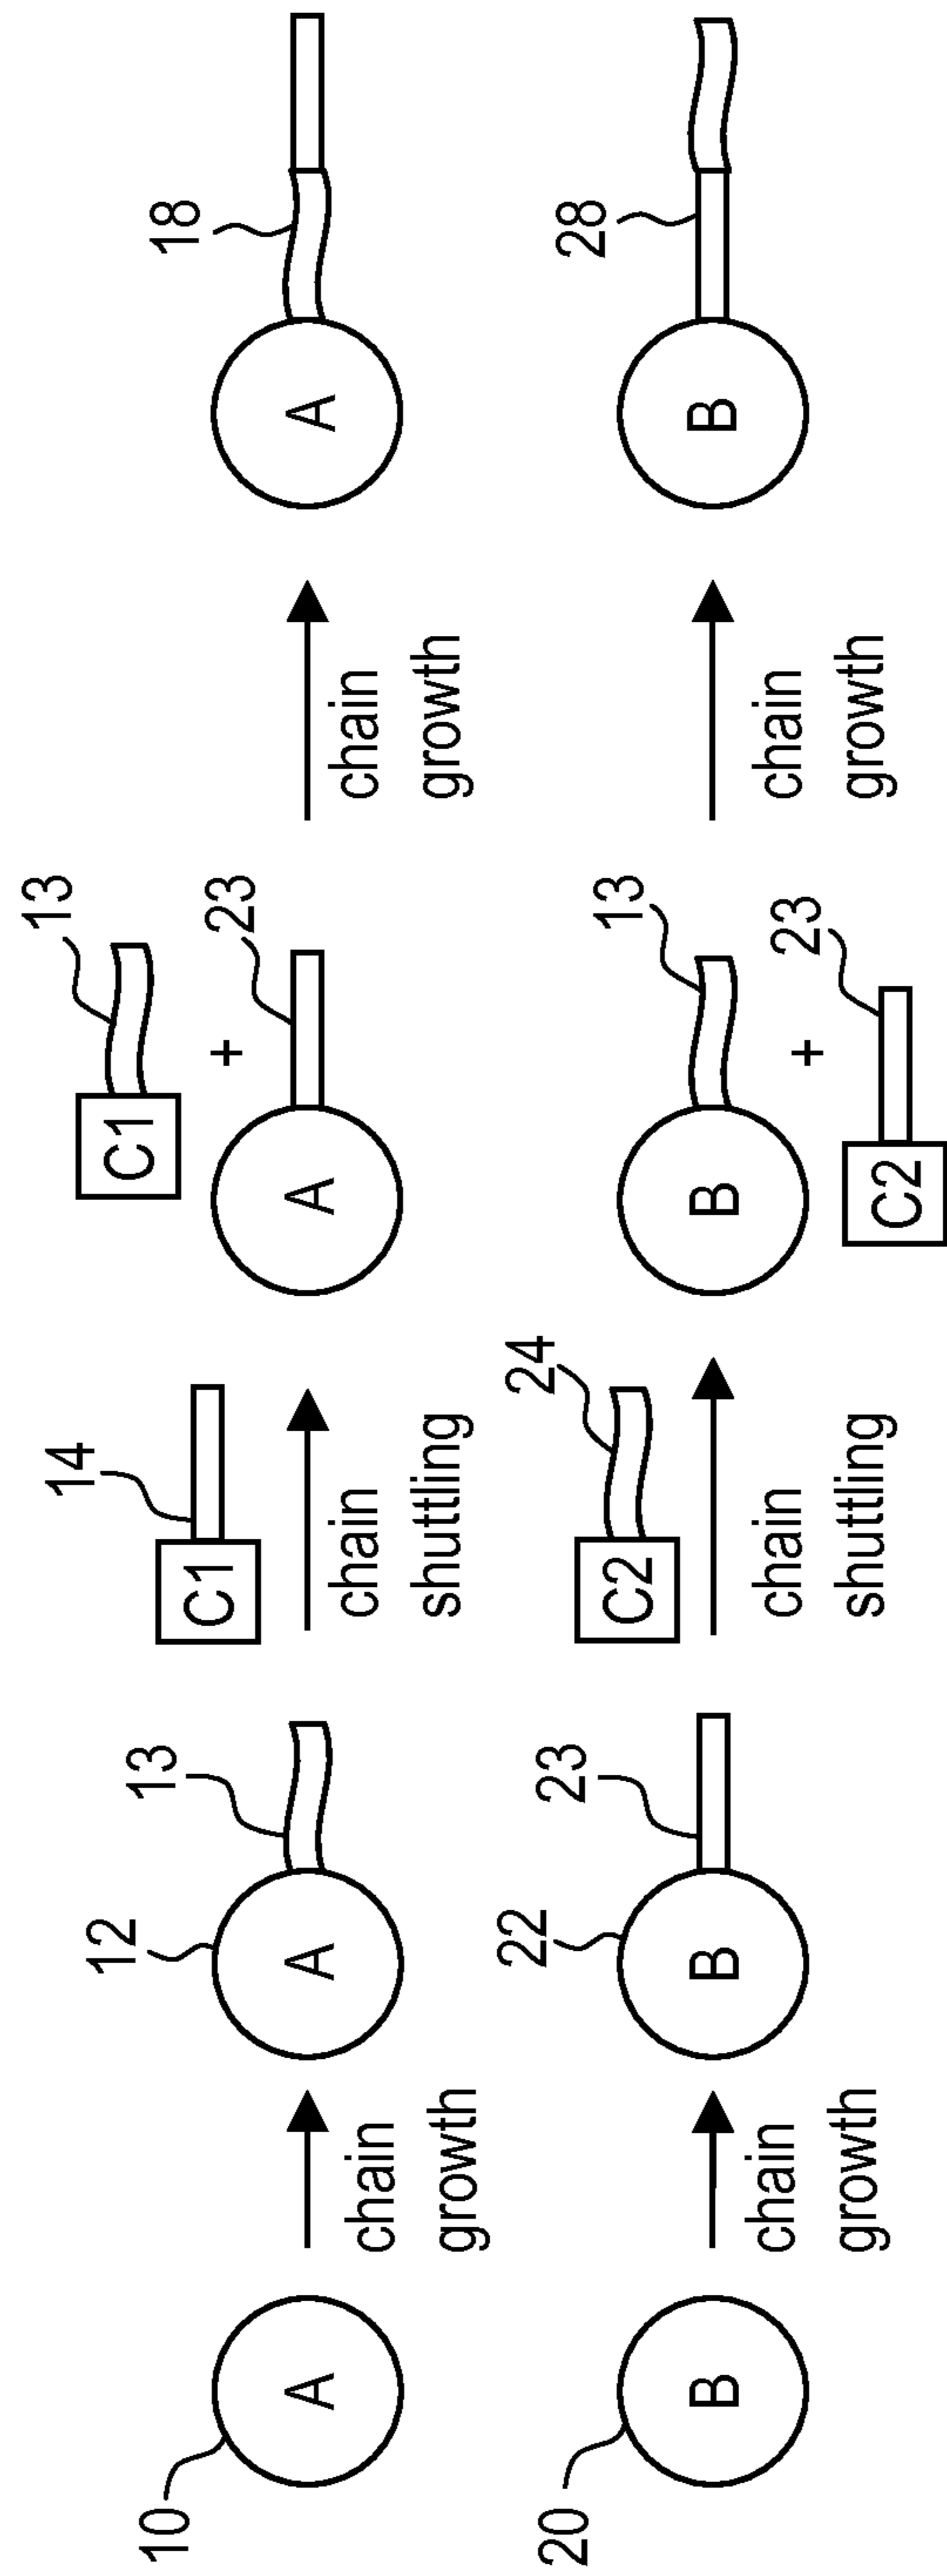 10
A
chain
growth
12
A
13
14
C1
chain
shuttling
C1
13
+
A
23
chain
growth
A
18
20
B
chain
growth
22
B
23
24
C2
chain
shuttling
B
13
+
C2
23
chain
growth
B
28